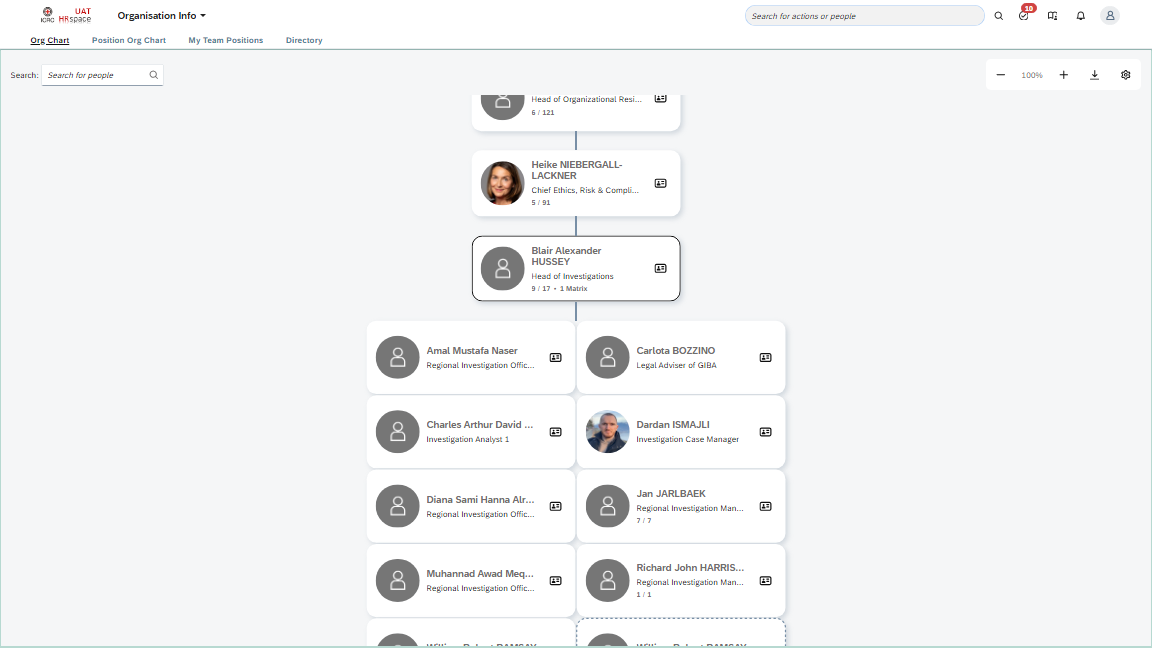 ICRC
UAT
HRspace
Organisation Info
Search for actions or people
10
Org Chart
Position Org Chart
My Team Positions
Directory
Search:
Search for people
100%
Head of Organizational Resi...
6 / 121
Heike NIEBERGALL-
LACKNER
Chief Ethics, Risk & Compli...
5 / 91
Blair Alexander
HUSSEY
Head of Investigations
9 / 17 • 1 Matrix
Amal Mustafa Naser
Regional Investigation Offic...
Carlota BOZZINO
Legal Adviser of GIBA
Charles Arthur David ...
Investigation Analyst 1
Dardan ISMAJLI
Investigation Case Manager
Diana Sami Hanna Alr...
Regional Investigation Offic...
Jan JARLBAEK
Regional Investigation Man...
7 / 7
Muhannad Awad Meq...
Regional Investigation Offic...
Richard John HARRIS...
Regional Investigation Man...
1 / 1